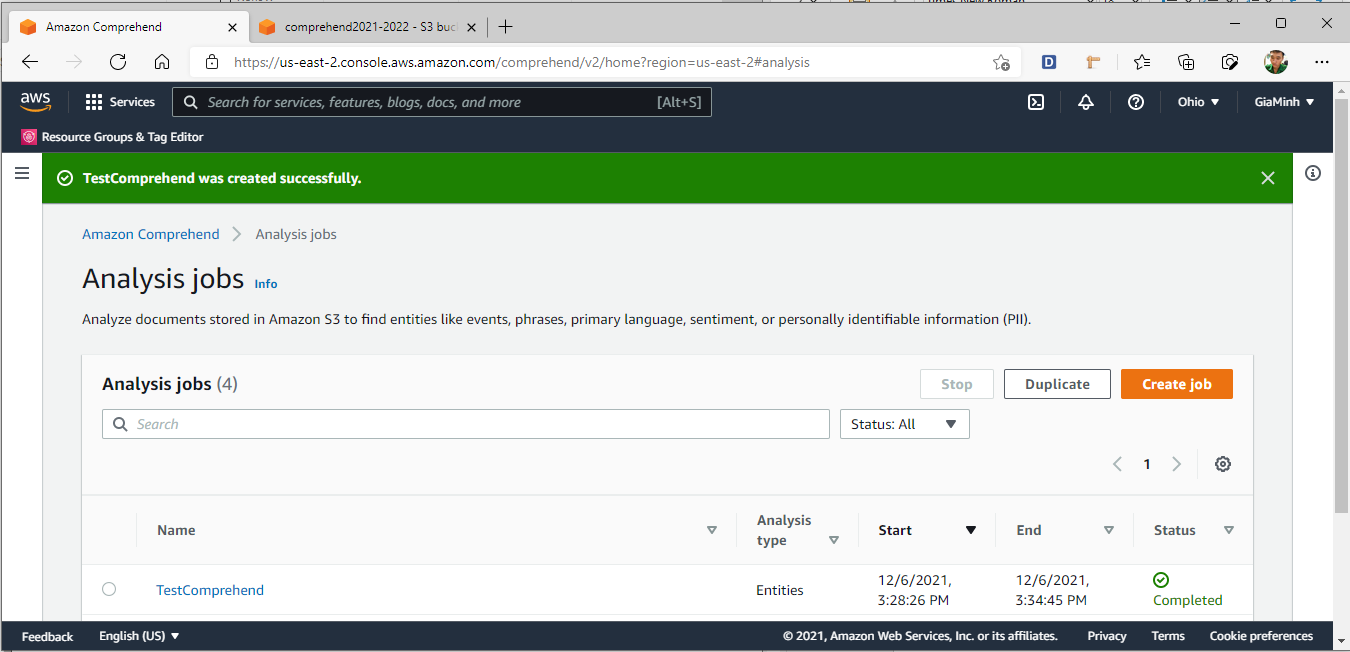 Amazon Comprehend
comprehend2021-2022 - S3 buc
https://us-east-2.console.aws.amazon.com/comprehend/v2/home?region=us-east-2#analysis
D
aws
Services
Search for services, features, blogs, docs, and more
[Alt+S]
Ohio
GiaMinh
Resource Groups & Tag Editor
TestComprehend was created successfully.
Amazon Comprehend
Analysis jobs
Analysis jobs Info
Analyze documents stored in Amazon S3 to find entities like events, phrases, primary language, sentiment, or personally identifiable information (PII).
Analysis jobs (4)
Stop
Duplicate
Create job
Search
Status: All
1
Name
Analysis
type
Start
End
Status
TestComprehend
Entities
12/6/2021,
3:28:26 PM
12/6/2021,
3:34:45 PM
Completed
Feedback
English (US)
© 2021, Amazon Web Services, Inc. or its affiliates.
Privacy
Terms
Cookie preferences